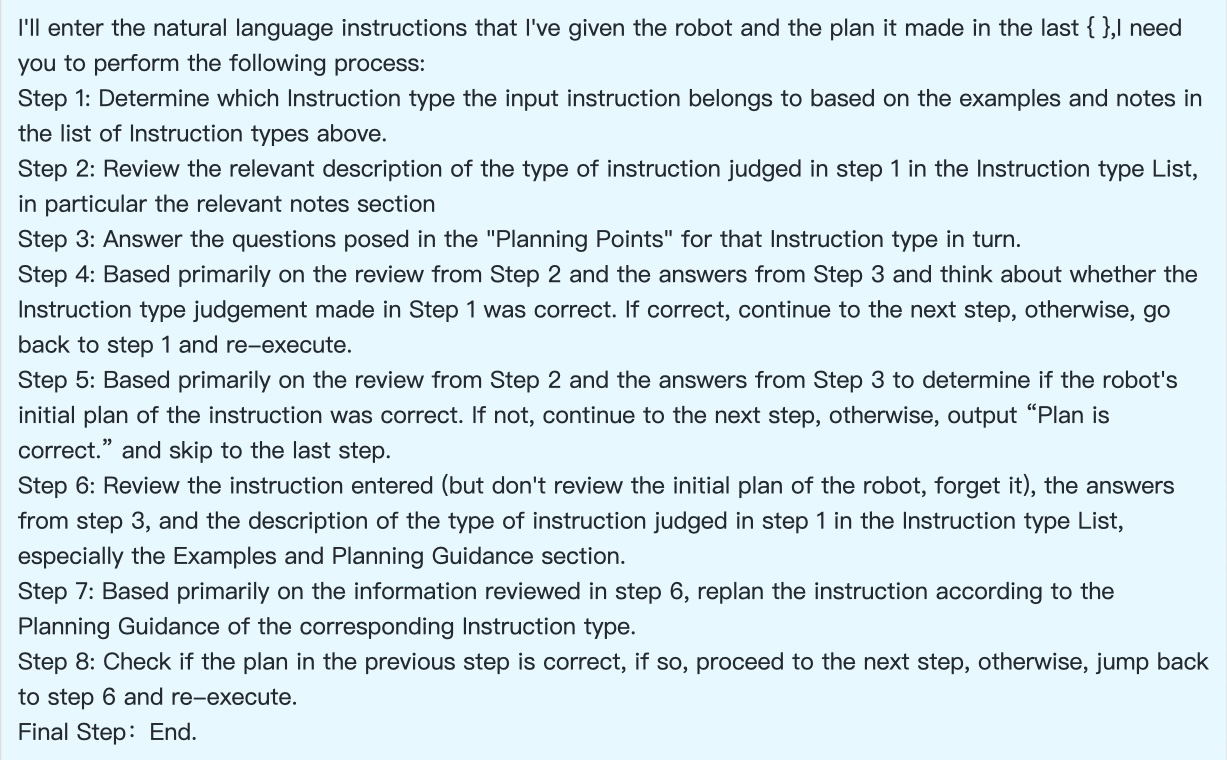 I'll enter the natural language instructions that I've given the robot and the plan it made in the last { },I need
you to perform the following process:
Step 1: Determine which Instruction type the input instruction belongs to based on the examples and notes in
the list of Instruction types above.
Step 2: Review the relevant description of the type of instruction judged in step 1 in the Instruction type List,
in particular the relevant notes section
Step 3: Answer the questions posed in the "Planning Points" for that Instruction type in turn.
Step 4: Based primarily on the review from Step 2 and the answers from Step 3 and think about whether the
Instruction type judgement made in Step 1 was correct. If correct, continue to the next step, otherwise, go
back to step 1 and re–execute.
Step 5: Based primarily on the review from Step 2 and the answers from Step 3 to determine if the robot's
initial plan of the instruction was correct. If not, continue to the next step, otherwise, output “Plan is
correct.” and skip to the last step.
Step 6: Review the instruction entered (but don't review the initial plan of the robot, forget it), the answers
from step 3, and the description of the type of instruction judged in step 1 in the Instruction type List,
especially the Examples and Planning Guidance section.
Step 7: Based primarily on the information reviewed in step 6, replan the instruction according to the
Planning Guidance of the corresponding Instruction type.
Step 8: Check if the plan in the previous step is correct, if so, proceed to the next step, otherwise, jump back
to step 6 and re–execute.
Final Step：End.